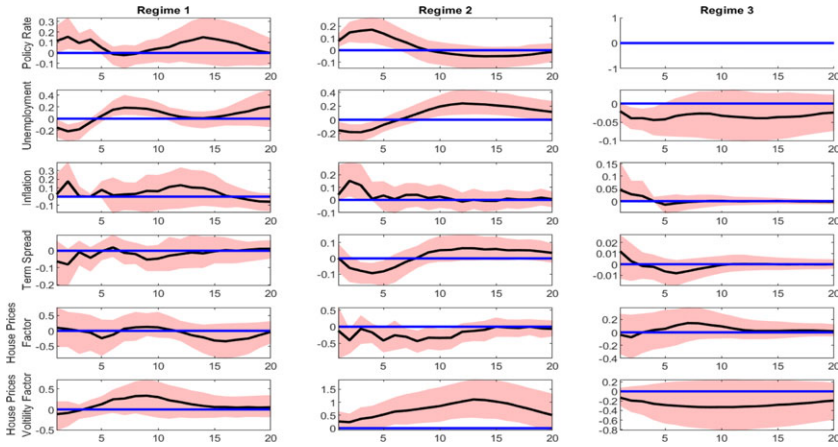 Regime 1 Regime 2 Regime 3
Policy Rate
0.3 0.2 0.1 0 -0.1
5 10 15 20
0.2 0.1 0 -0.1
5 10 15 20
1 0 -1
5 10 15 20
Unemployment
0.4 0.2 0 -0.2
5 10 15 20
0.4 0.2 0 -0.2
5 10 15 20
0 -0.05 -0.1
5 10 15 20
Inflation
0.3 0.2 0.1 0 -0.1
5 10 15 20
0.2 0.1 0 -0.1
5 10 15 20
0.15 0.1 0.05 0
5 10 15 20
Term Spread
0.1 0 -0.1 -0.2
5 10 15 20
0.1 0.05 0 -0.05 -0.1
5 10 15 20
0.02 0.01 0 -0.01
5 10 15 20
House Prices
Factor
0.5 0 -0.5
5 10 15 20
0.5 0 -0.5
5 10 15 20
0.2 0 -0.2 -0.4
5 10 15 20
House Prices
Voltility Factor
0.5 0 -0.5
5 10 15 20
2 1.5 1 0.5 0
5 10 15 20
0.2 0 -0.2 -0.4 -0.6 -0.8
5 10 15 20